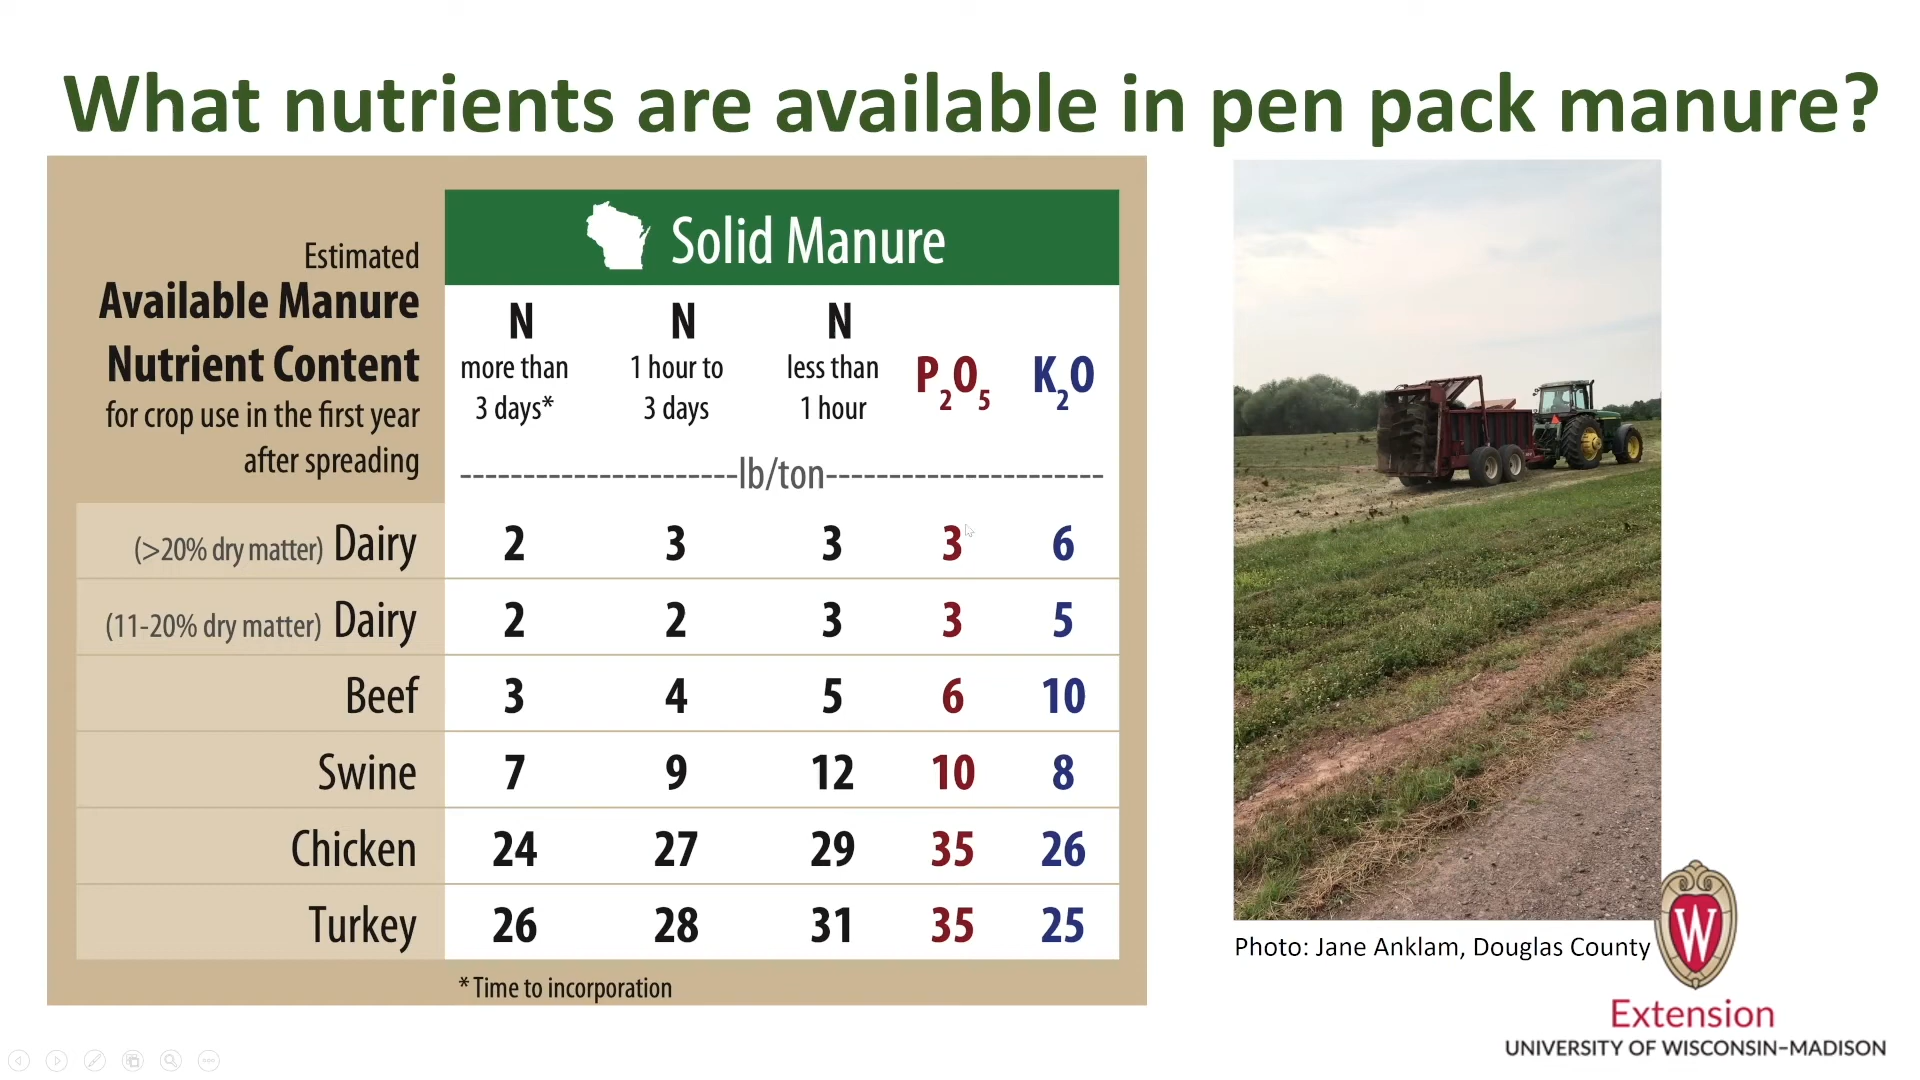 What nutrients are available in pen pack manure?
Solid Manure
Estimated
Available Manure
Nutrient Content
for crop use in the first year
after spreading
N N N
more than 1 hour to less than P₂O₅ K₂O
3 days* 3 days 1 hour
----------------------lb/ton----------------------
(>20% dry matter) Dairy 2 3 3 3 6
(11-20% dry matter) Dairy 2 2 3 3 5
Beef 3 4 5 6 10
Swine 7 9 12 10 8
Chicken 24 27 29 35 26
Turkey 26 28 31 35 25
* Time to incorporation
Photo: Jane Anklam, Douglas County
W
Extension
UNIVERSITY OF WISCONSIN–MADISON